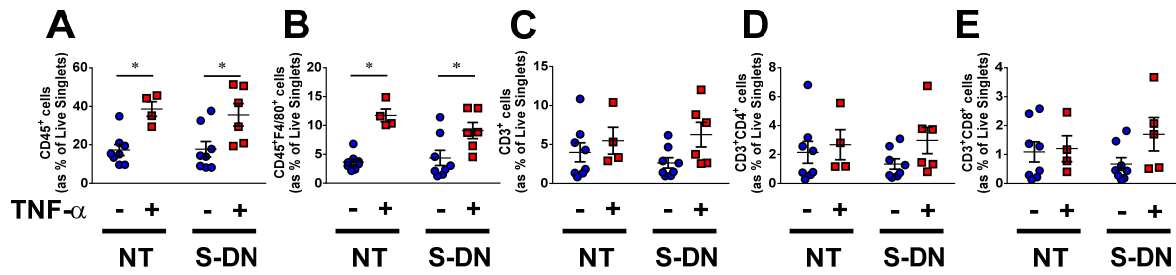 A
CD45+ cells
(as % of Live Singlets)
60
40
20
0
*
*
B
CD45+F4/80+ cells
(as % of Live Singlets)
20
15
10
5
0
*
*
C
CD3+ cells
(as % of Live Singlets)
15
10
5
0
D
CD3+CD4+ cells
(as % of Live Singlets)
8
6
4
2
0
E
CD3+CD8+ cells
(as % of Live Singlets)
4
3
2
1
0
TNF-α - + - + - + - + - + - + - + - + - + - +
NT S-DN NT S-DN NT S-DN NT S-DN NT S-DN